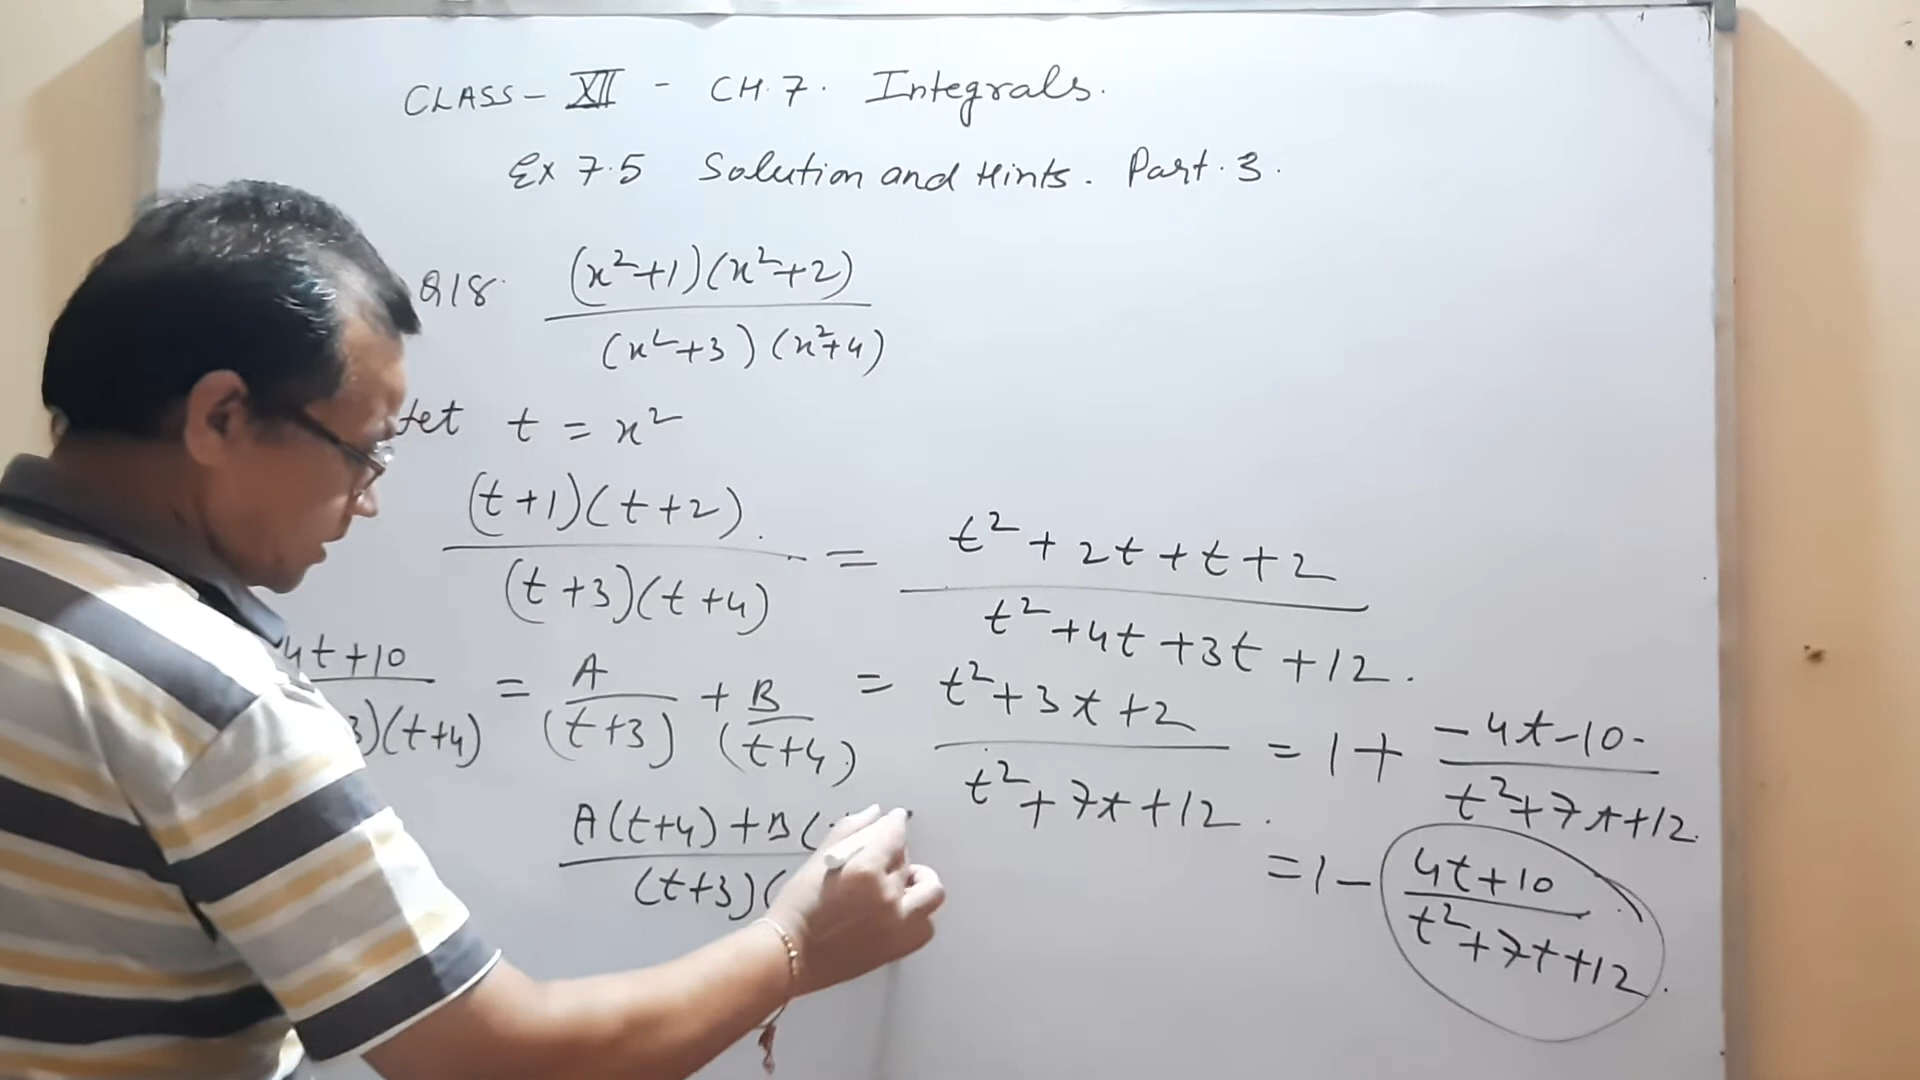 CLASS - XII - CH.7. Integrals.
Ex 7.5 Solution and Hints. Part.3.
Q18. (x²+1)(x²+2)
(x²+3)(x²+4)
Let t = x²
(t+1)(t+2) = t²+2t+t+2
(t+3)(t+4) t²+4t+3t+12.
4t+10 = A + B = t²+3t+2 = 1 + -4t-10
3)(t+4) (t+3) (t+4) t²+7t+12. t²+7t+12
A(t+4)+B( = 1 - 4t+10
(t+3)( t²+7t+12.